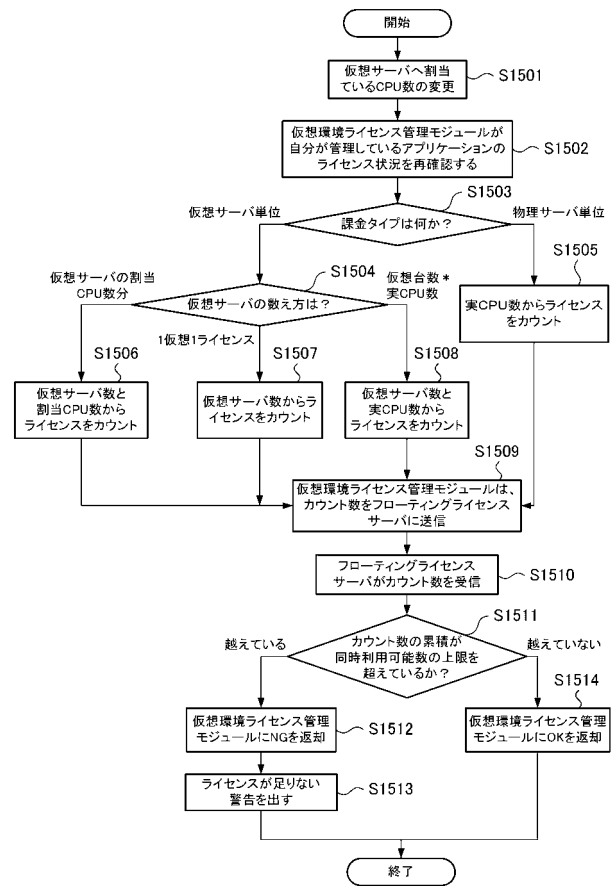 開始
仮想サーバへ割当
ているCPU数の変更
S1501
仮想環境ライセンス管理モジュールが
自分が管理しているアプリケーションの
ライセンス状況を再確認する
S1502
S1503
課金タイプは何か？
仮想サーバ単位
物理サーバ単位
S1504
仮想サーバの数え方は？
仮想サーバの割当
CPU数分
1仮想1ライセンス
仮想台数*
実CPU数
S1505
実CPU数からライセンス
をカウント
S1506
仮想サーバ数と
割当CPU数から
ライセンスをカウント
S1507
仮想サーバ数からラ
イセンスをカウント
S1508
仮想サーバ数と
実CPU数から
ライセンスをカウント
S1509
仮想環境ライセンス管理モジュールは、
カウント数をフローティングライセンス
サーバに送信
フローティングライセンス
サーバがカウント数を受信
S1510
S1511
カウント数の累積が
同時利用可能数の上限を
超えているか？
越えている
越えていない
仮想環境ライセンス管理
モジュールにNGを返却
S1512
S1514
仮想環境ライセンス管理
モジュールにOKを返却
ライセンスが足りない
警告を出す
S1513
終了